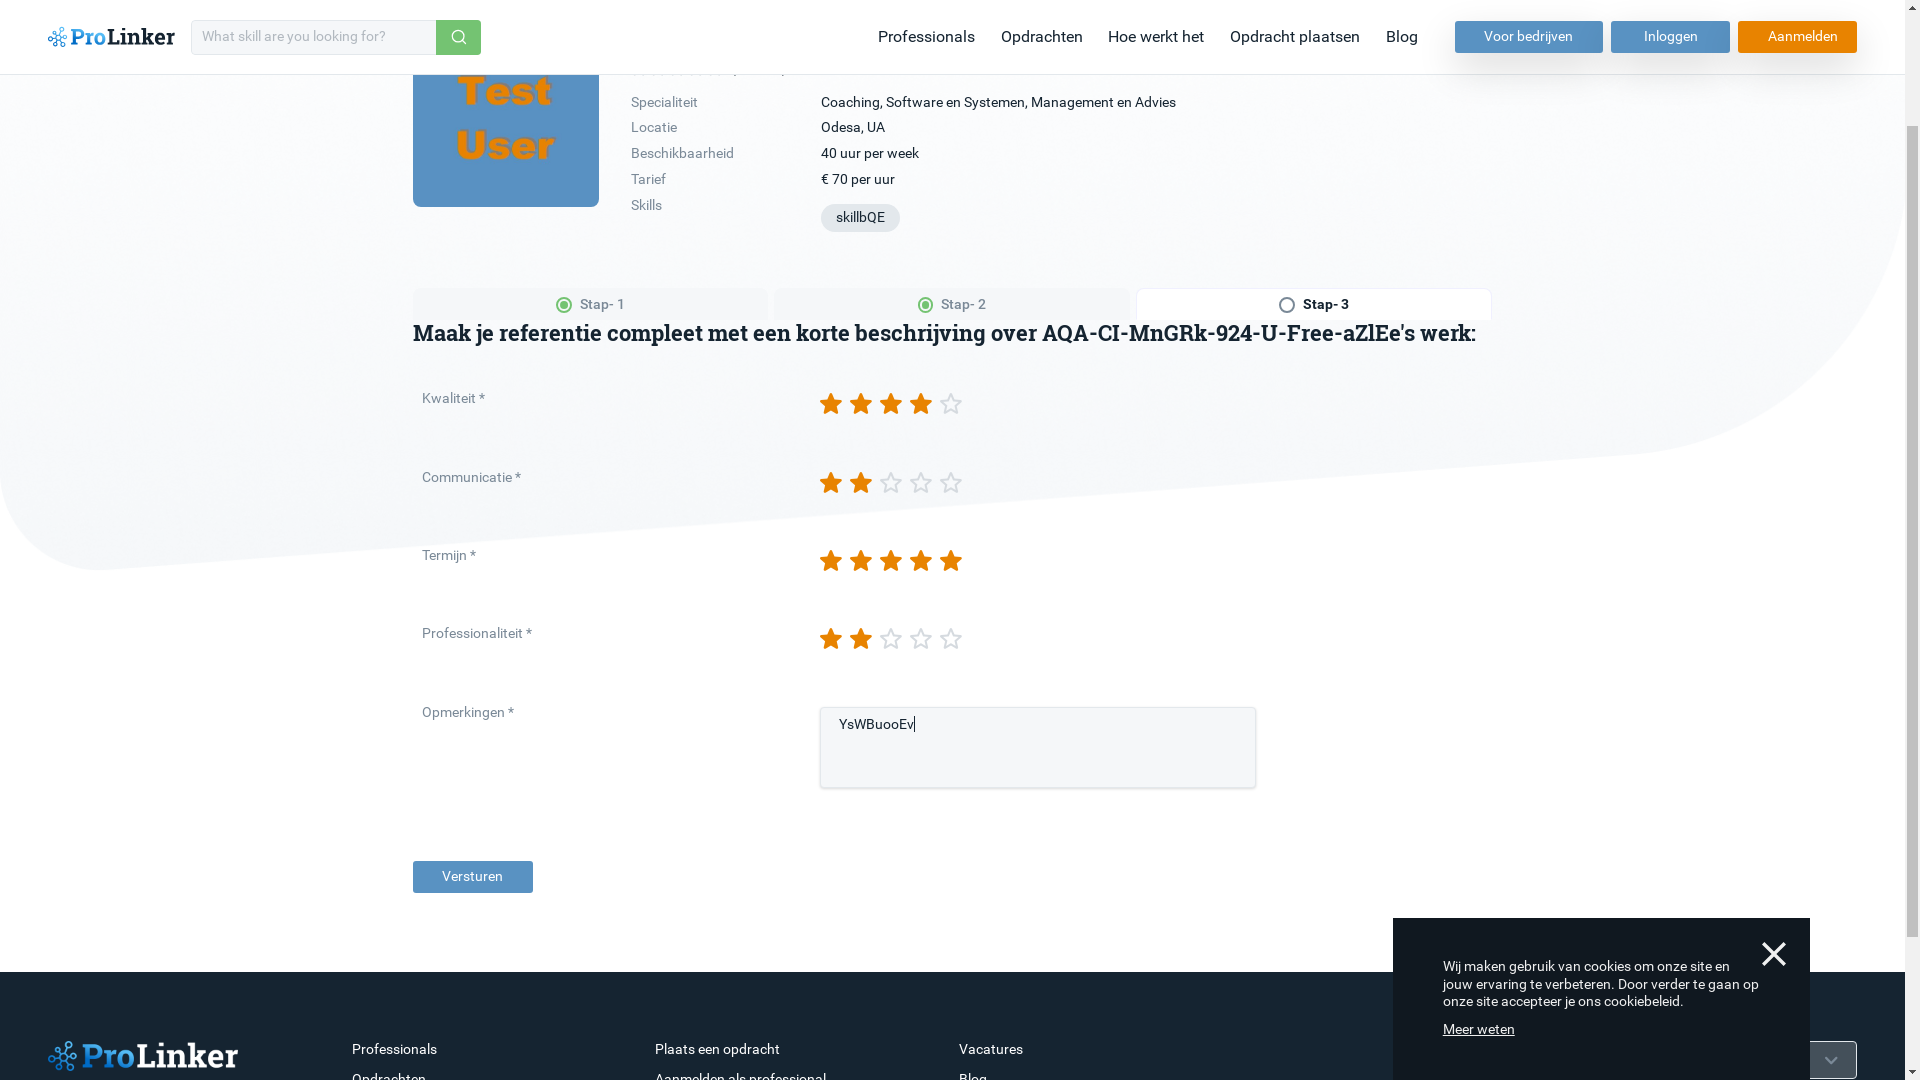 ProLinker
What skill are you looking for?
Professionals
Opdrachten
Hoe werkt het
Opdracht plaatsen
Blog
Voor bedrijven
Inloggen
Aanmelden
Test
User
Specialiteit
Coaching, Software en Systemen, Management en Advies
Locatie
Odesa, UA
Beschikbaarheid
40 uur per week
Tarief
€ 70 per uur
Skills
skillbQE
Stap- 1
Stap- 2
Stap- 3
Maak je referentie compleet met een korte beschrijving over AQA-CI-MnGRk-924-U-Free-aZlEe's werk:
Kwaliteit *
Communicatie *
Termijn *
Professionaliteit *
Opmerkingen *
YsWBuooEv
Versturen
Wij maken gebruik van cookies om onze site en
jouw ervaring te verbeteren. Door verder te gaan op
onze site accepteer je ons cookiebeleid.
Meer weten
ProLinker
Professionals
Plaats een opdracht
Vacatures
Opdrachten
Aanmelden als professional
Blog